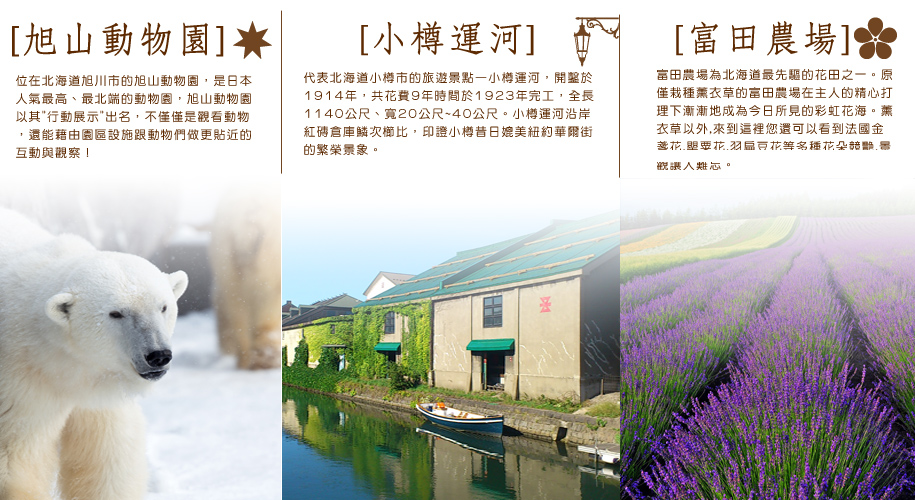 [旭山動物園]
位在北海道旭川市的旭山動物園，是日本
人氣最高、最北端的動物園，旭山動物園
以其"行動展示"出名，不僅僅是觀看動物
，還能藉由園區設施跟動物們做更貼近的
互動與觀察！
[小樽運河]
代表北海道小樽市的旅遊景點一小樽運河，開鑿於
1914年，共花費9年時間於1923年完工，全長
1140公尺、寬20公尺~40公尺。小樽運河沿岸
紅磚倉庫鱗次櫛比，印證小樽昔日媲美紐約華爾街
的繁榮景象。
[富田農場]
富田農場為北海道最先驅的花田之一。原
僅栽種薰衣草的富田農場在主人的精心打
理下漸漸地成為今日所見的彩虹花海。薰
衣草以外,來到這裡您還可以看到法國金
盞花,罌粟花,羽扇豆花等多種花朵競艷,景
觀讓人難忘。